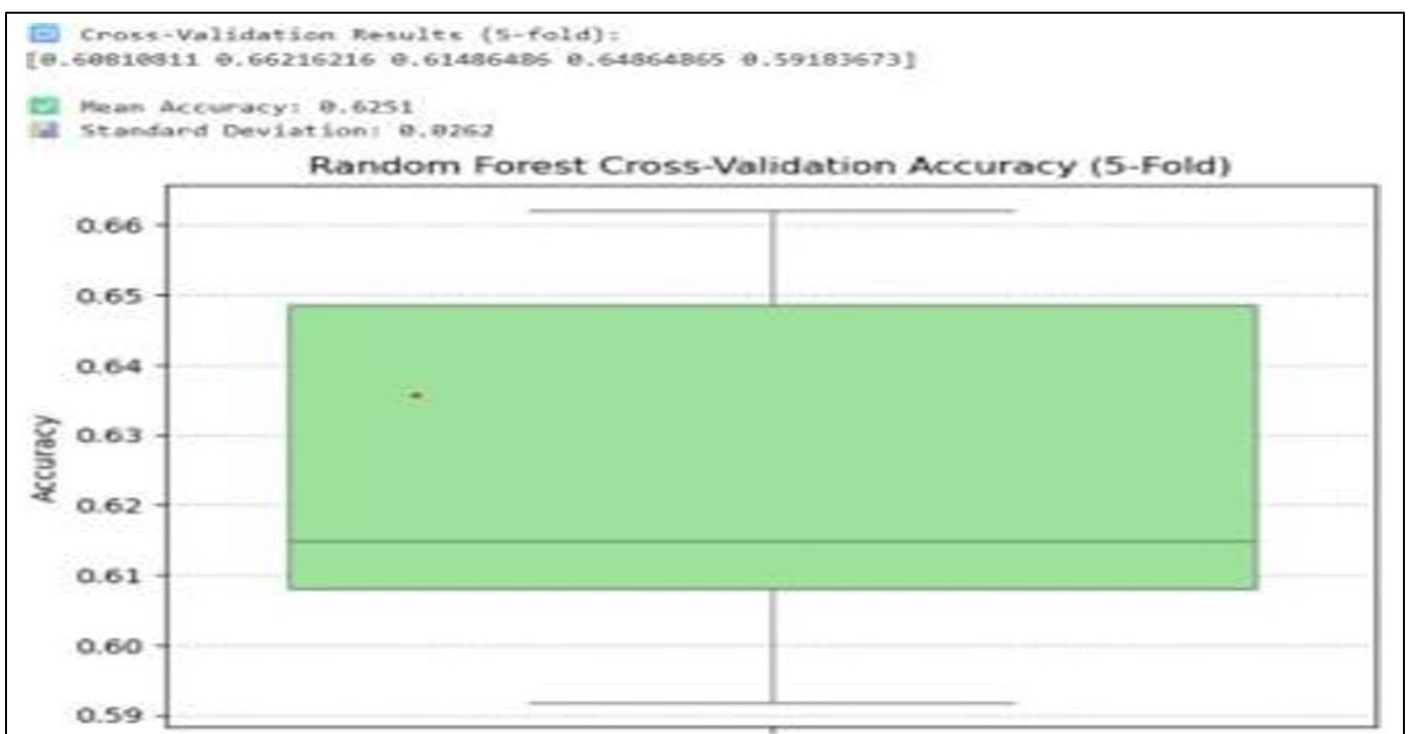 Cross-Validation Results (5-fold):
[0.60810811 0.66216216 0.61486486 0.64864865 0.59183673]
Mean Accuracy: 0.6251
Standard Deviation: 0.0262
Random Forest Cross-Validation Accuracy (5-Fold)
0.66
0.65
0.64
0.63
0.62
0.61
0.60
0.59
Accuracy